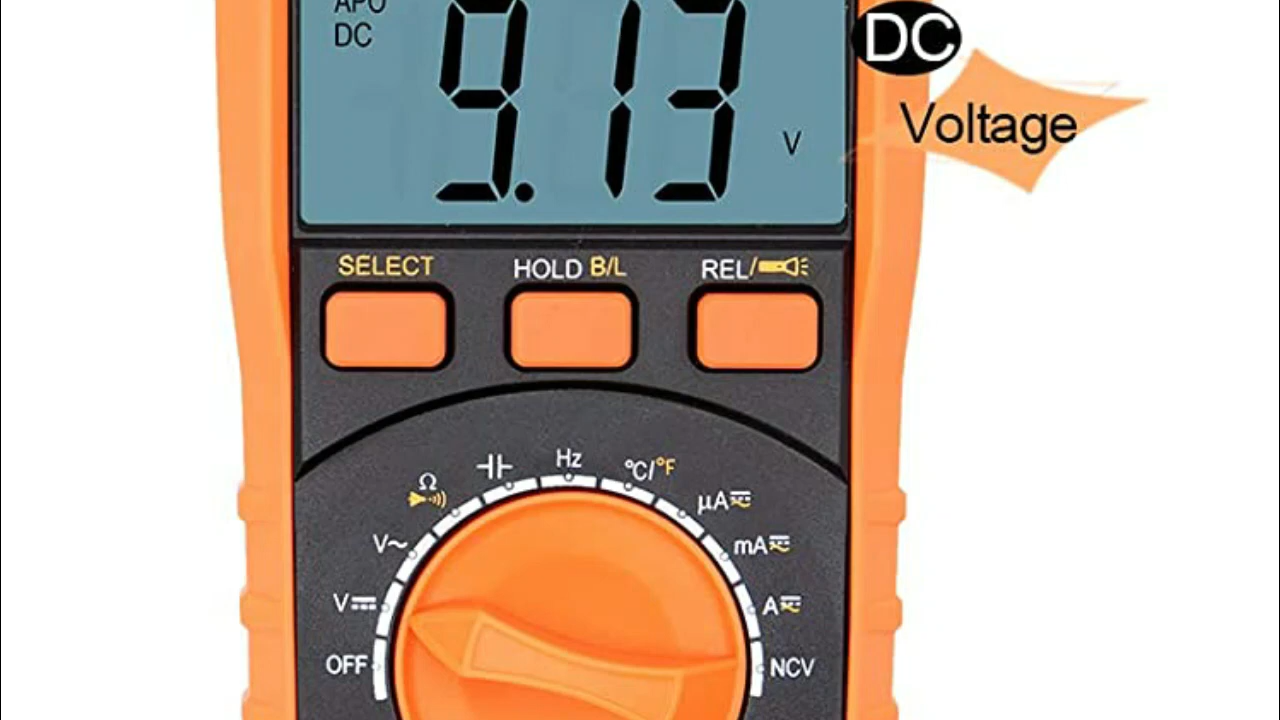 APO
DC
9.13
V
DC
Voltage
SELECT
HOLD B/L
REL/
Hz
Ω
°C/°F
μA
V~
mA
V
A
OFF
NCV